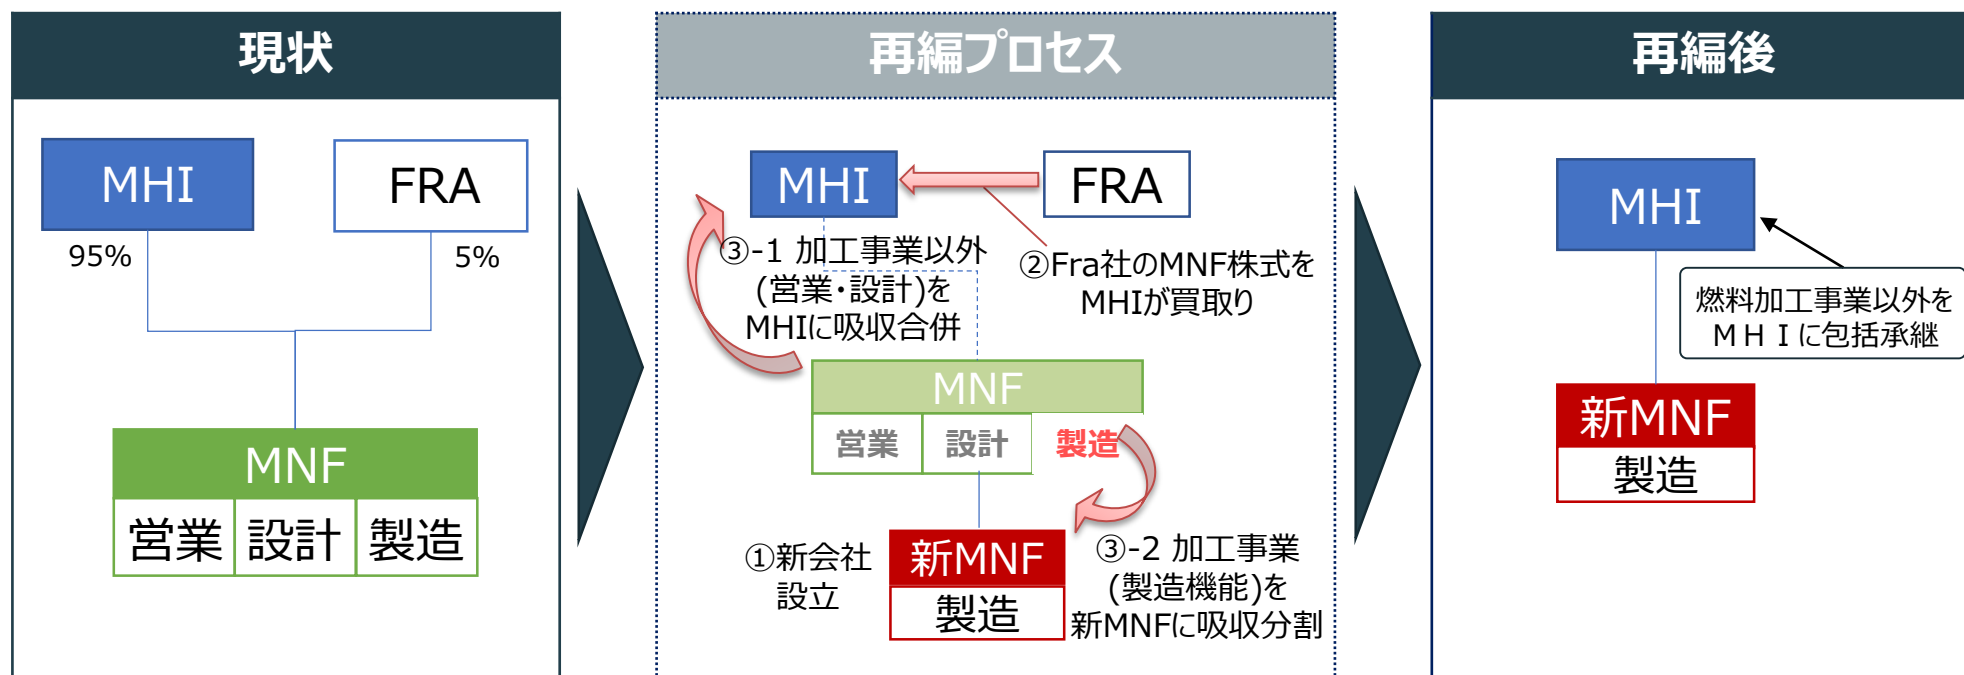 現状
MHI
FRA
95%
5%
MNF
営業 設計 製造
再編プロセス
MHI
FRA
③-1 加工事業以外
(営業・設計)を
MHIに吸収合併
②Fra社のMNF株式を
MHIが買取り
MNF
営業 設計 製造
①新会社
設立
新MNF
製造
③-2 加工事業
(製造機能)を
新MNFに吸収分割
再編後
MHI
燃料加工事業以外を
ＭＨＩに包括承継
新MNF
製造